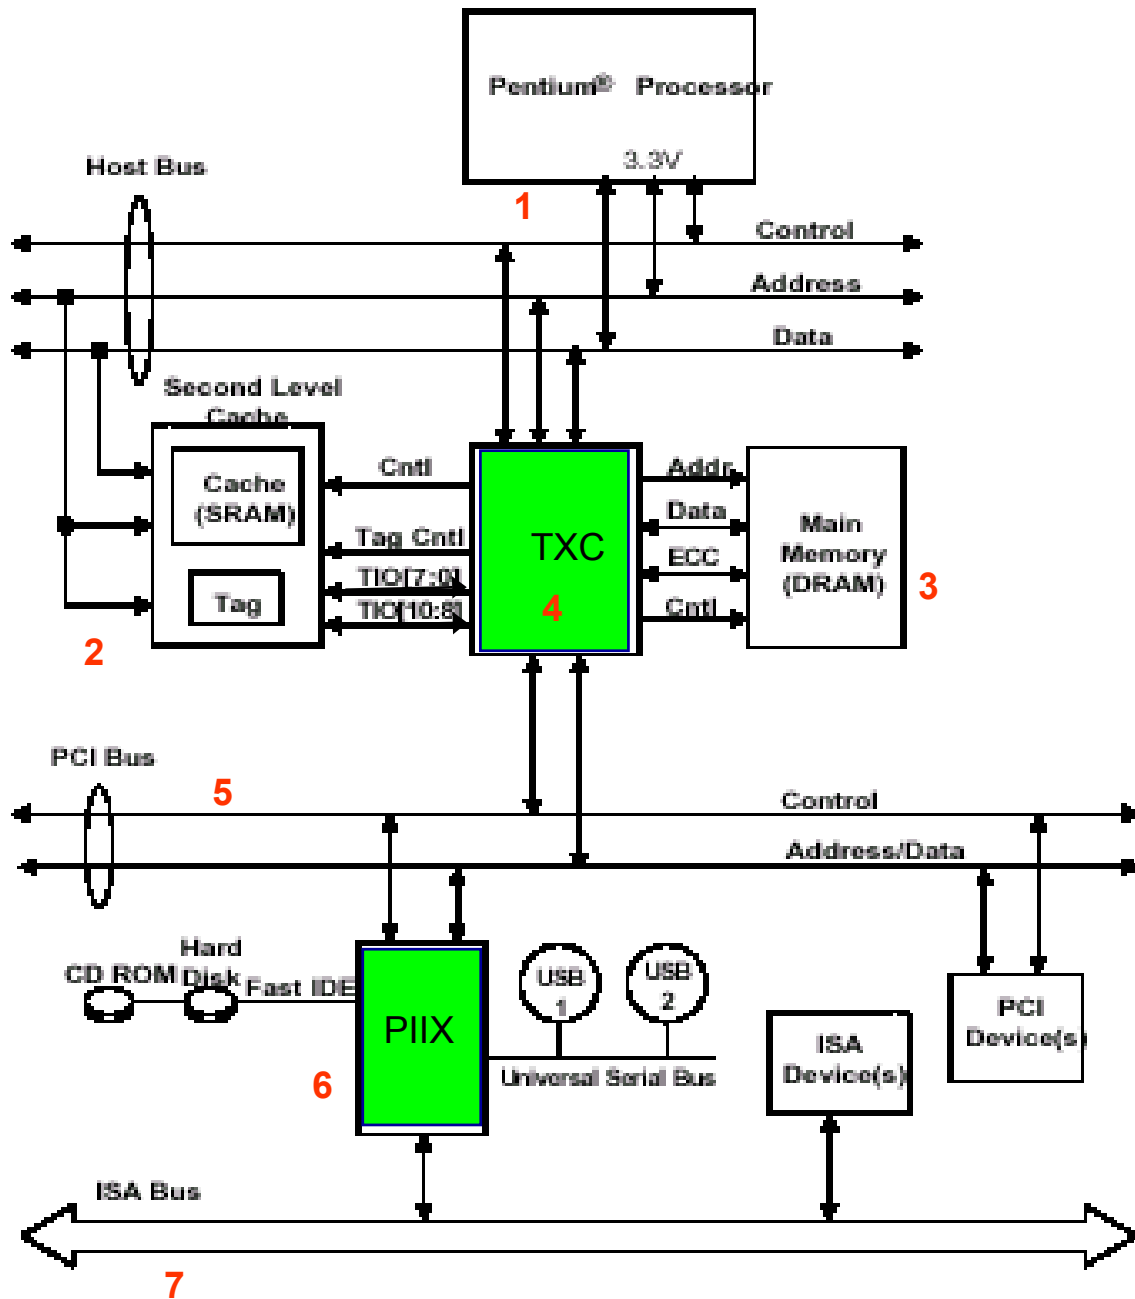 Pentium® Processor
3.3V
Host Bus
1
Control
Address
Data
Second Level
Cache
Cache
(SRAM)
Tag
2
Cntl
Tag Cntl
TIO[7:0]
TIO[10:8]
TXC
4
Addr
Data
ECC
Cntl
Main
Memory
(DRAM)
3
PCI Bus
5
Control
Address/Data
CD ROM
Hard
Disk
Fast IDE
PIIX
6
USB
1
USB
2
Universal Serial Bus
ISA
Device(s)
PCI
Device(s)
ISA Bus
7